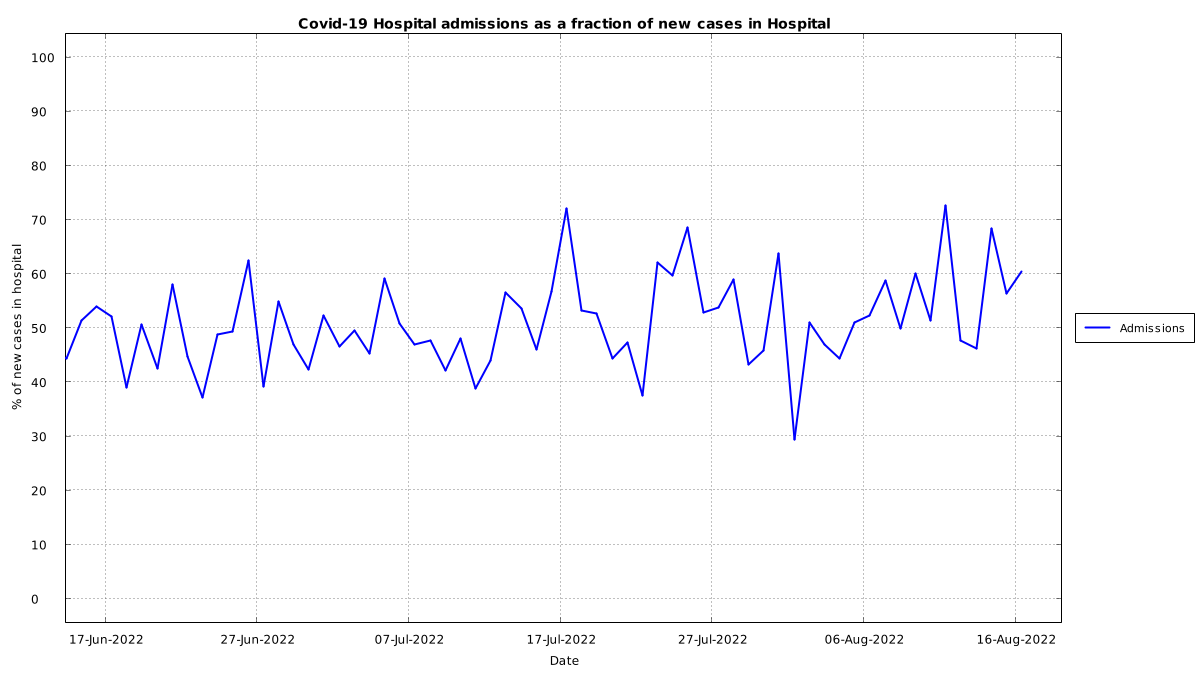 Covid-19 Hospital admissions as a fraction of new cases in Hospital
100
90
80
70
60
50
40
30
20
10
0
% of new cases in hospital
17-Jun-2022
27-Jun-2022
07-Jul-2022
17-Jul-2022
27-Jul-2022
06-Aug-2022
16-Aug-2022
Date
Admissions